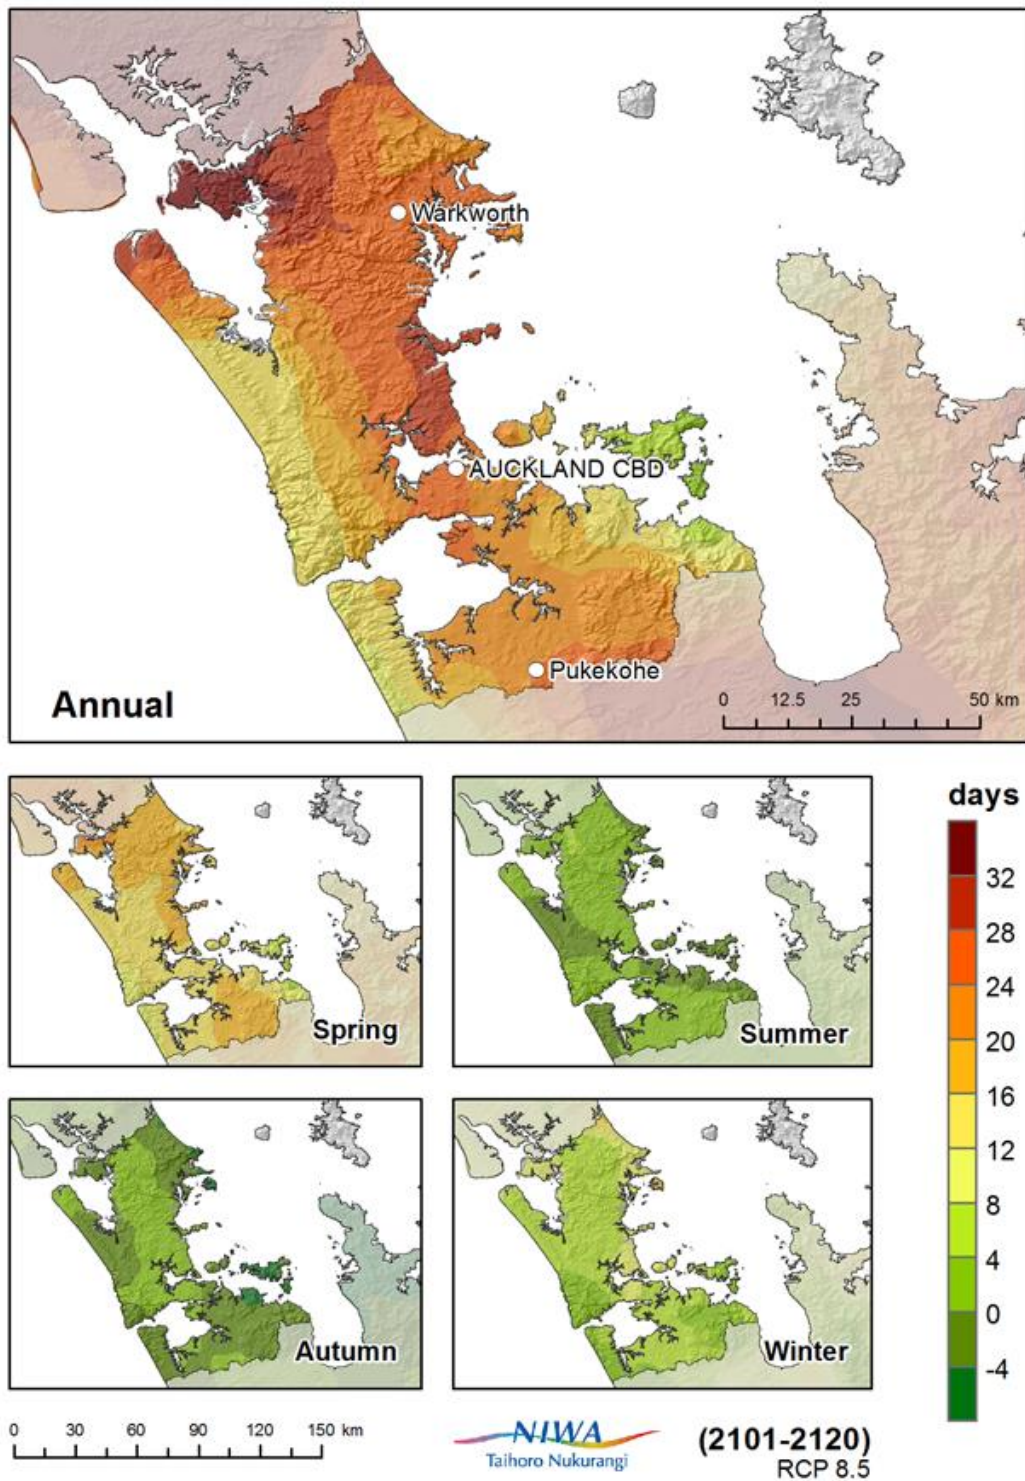 Warkworth
AUCKLAND CBD
Pukekohe
Annual
0 12.5 25 50 km
days
32
28
24
20
16
12
8
4
0
-4
Spring
Summer
Autumn
Winter
0 30 60 90 120 150 km
NIWA
Taihoro Nukurangi
(2101-2120)
RCP 8.5